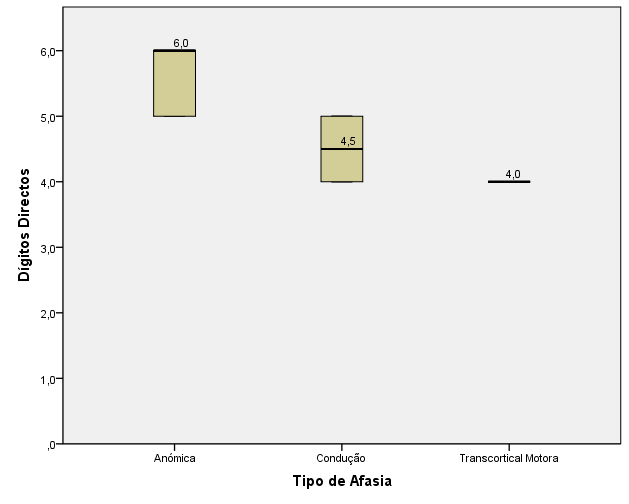 6,0
5,0
4,0
3,0
2,0
1,0
,0
Dígitos Directos
6,0
4,5
4,0
Anómica
Condução
Transcortical Motora
Tipo de Afasia